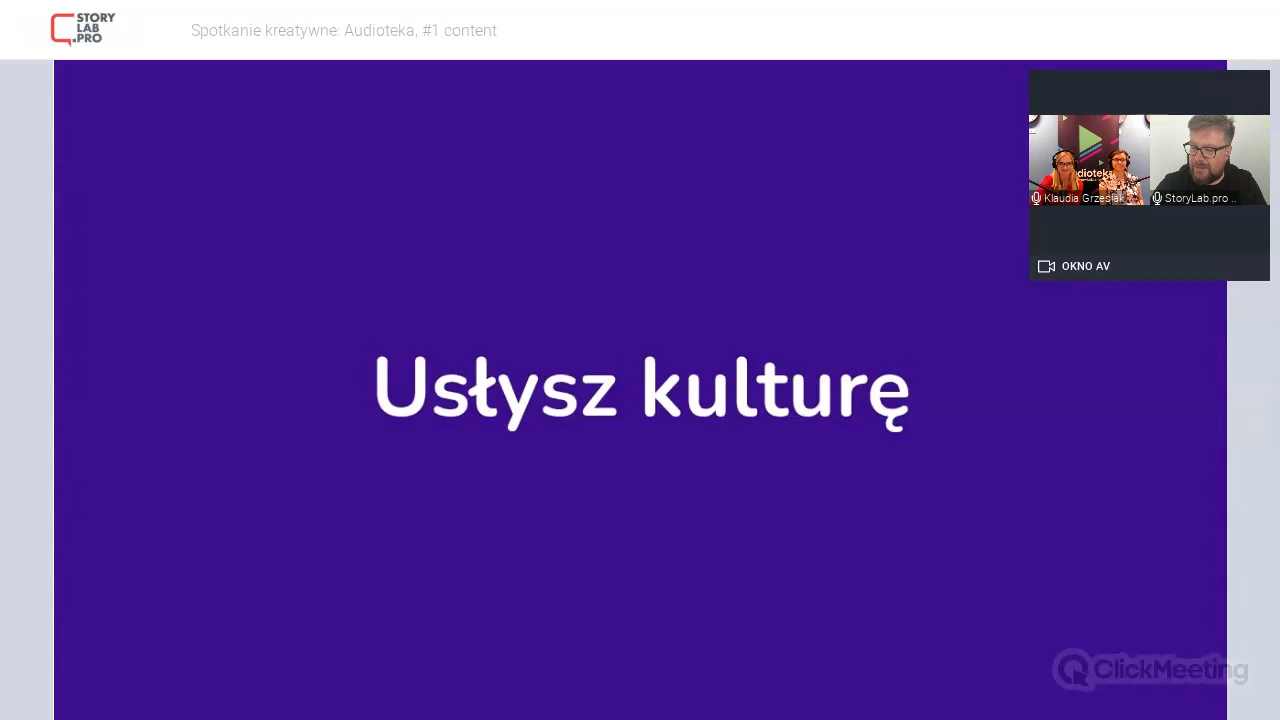 STORY
LAB
.PRO
Spotkanie kreatywne: Audioteka, #1 content
Klaudia Grzesiak
StoryLab.pro ..
OKNO AV
Usłysz kulturę
ClickMeeting